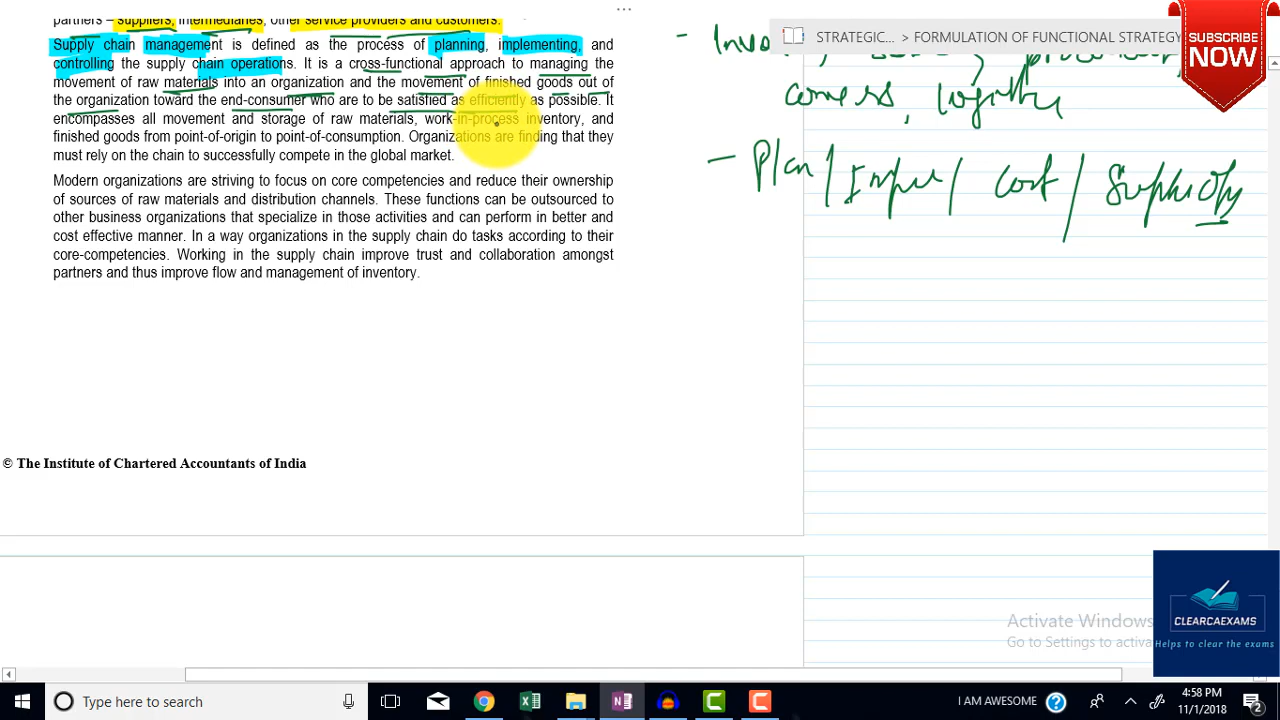 partners – suppliers, intermediaries, other service providers and customers.
Supply chain management is defined as the process of planning, implementing, and
controlling the supply chain operations. It is a cross-functional approach to managing the
movement of raw materials into an organization and the movement of finished goods out of
the organization toward the end-consumer who are to be satisfied as efficiently as possible. It
encompasses all movement and storage of raw materials, work-in-process inventory, and
finished goods from point-of-origin to point-of-consumption. Organizations are finding that they
must rely on the chain to successfully compete in the global market.
Modern organizations are striving to focus on core competencies and reduce their ownership
of sources of raw materials and distribution channels. These functions can be outsourced to
other business organizations that specialize in those activities and can perform in better and
cost effective manner. In a way organizations in the supply chain do tasks according to their
core-competencies. Working in the supply chain improve trust and collaboration amongst
partners and thus improve flow and management of inventory.
© The Institute of Chartered Accountants of India
STRATEGIC... > FORMULATION OF FUNCTIONAL STRATEGY
SUBSCRIBE
NOW
- Plan /
Activate Windows
Go to Settings to activa
CLEARCAEXAMS
Helps to clear the exams
Type here to search
I AM AWESOME
4:58 PM
11/1/2018
2